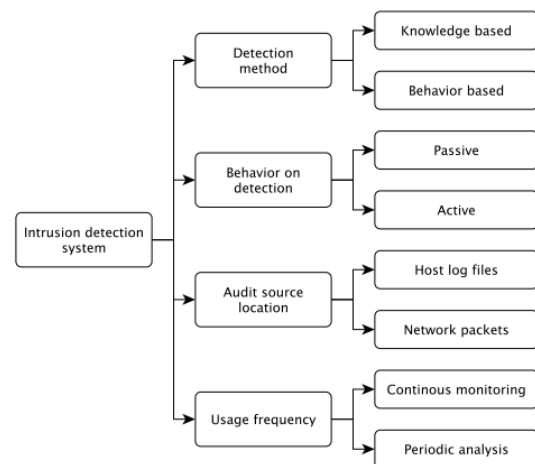 Intrusion detection
system
Detection
method
Knowledge based
Behavior based
Behavior on
detection
Passive
Active
Audit source
location
Host log files
Network packets
Usage frequency
Continous monitoring
Periodic analysis